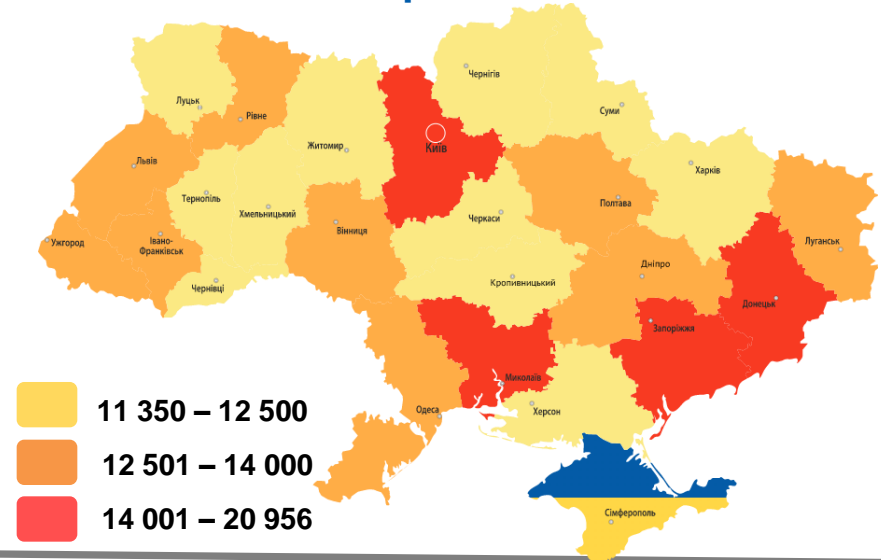 Чернігів
Луцьк
Рівне
Суми
Житомир
Київ
Львів
Харків
Тернопіль
Хмельницький
Полтава
Черкаси
Вінниця
Ужгород
Івано-
Франківськ
Луганськ
Дніпро
Чернівці
Кропивницький
Донецьк
Запоріжжя
Миколаїв
Одеса
Херсон
Сімферополь
11 350 – 12 500
12 501 – 14 000
14 001 – 20 956